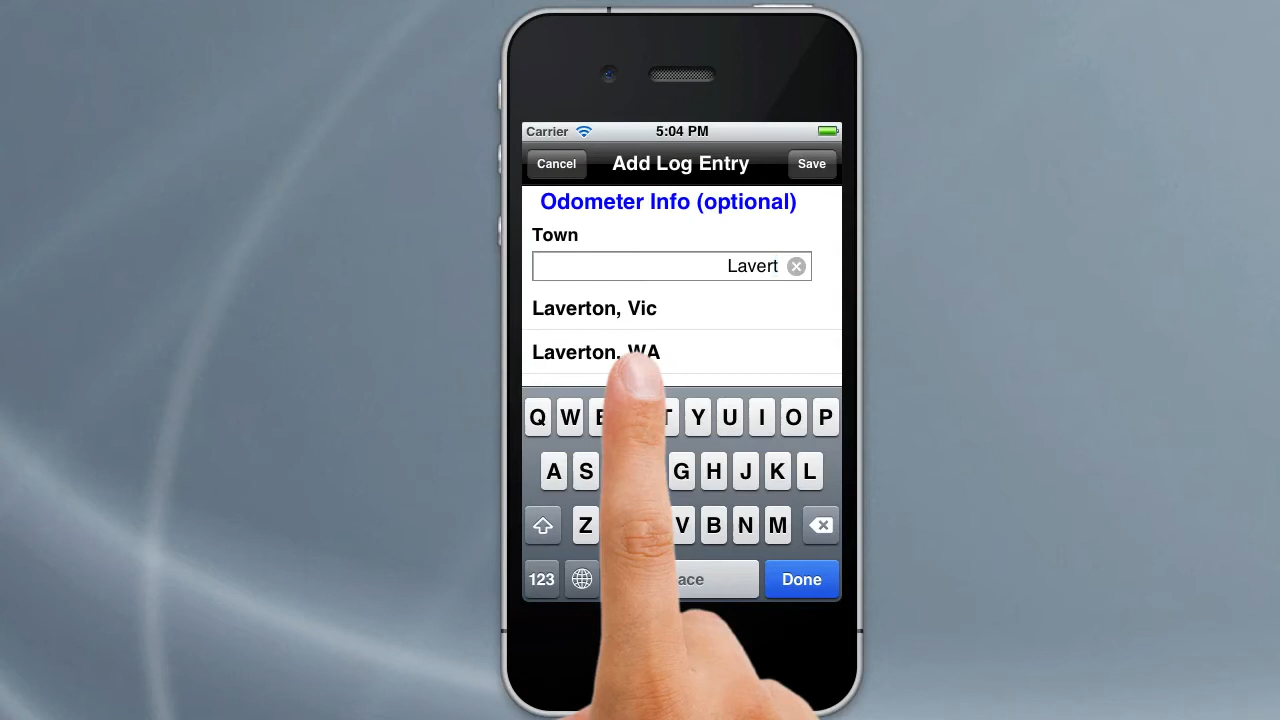 Carrier 5:04 PM
Cancel Add Log Entry Save
Odometer Info (optional)
Town
Lavert
Laverton, Vic
Laverton, WA
Q W E T Y U I O P
A S G H J K L
Z V B N M
123 ace Done